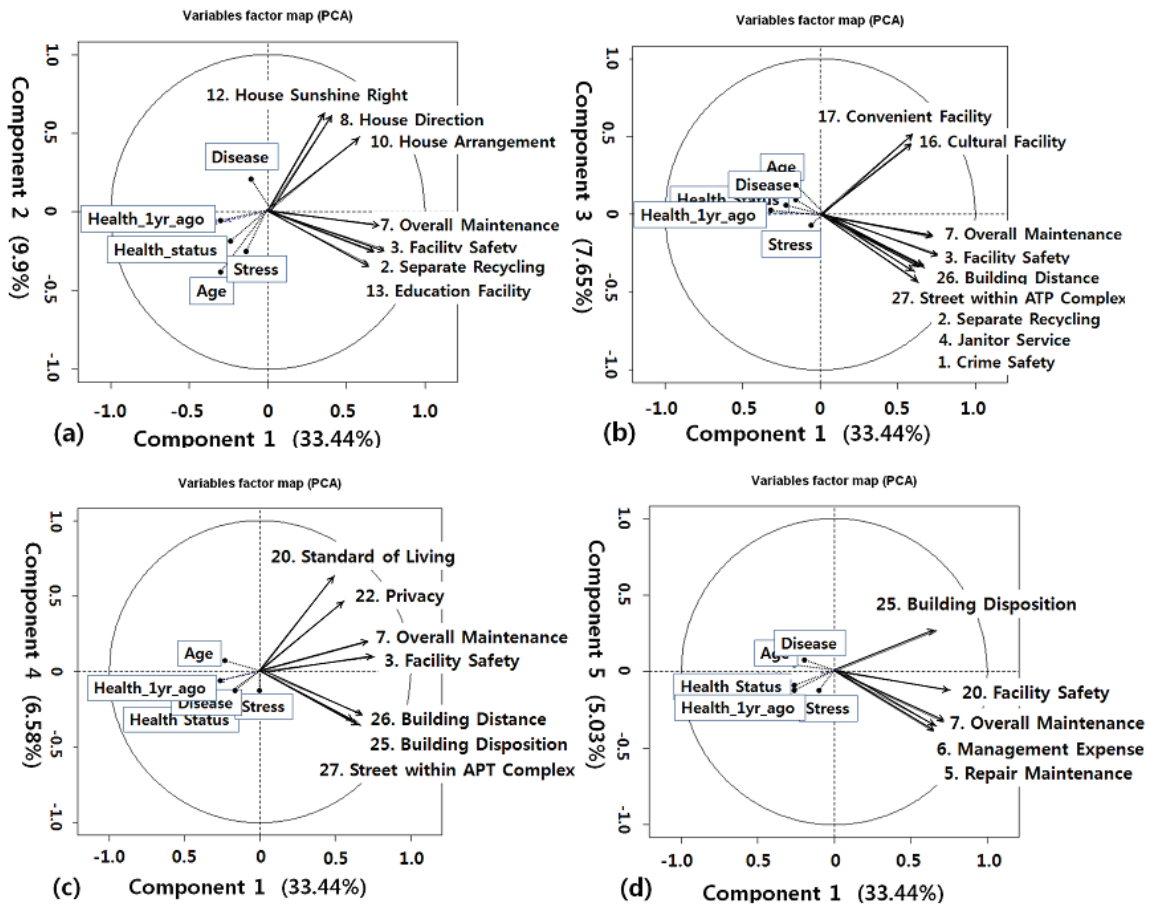 Variables factor map (PCA)
Component 2 (9.9%)
1.0
0.5
0
-0.5
-1.0
12. House Sunshine Right
8. House Direction
10. House Arrangement
Disease
Health_1yr_ago
Health_status
Stress
Age
7. Overall Maintenance
3. Facility Safety
2. Separate Recycling
13. Education Facility
-1.0
-0.5
0
0.5
1.0
(a)
Component 1 (33.44%)
Variables factor map (PCA)
Component 3 (7.65%)
1.0
0.5
0
-0.5
-1.0
17. Convenient Facility
16. Cultural Facility
Age
Disease
Health Status
Health_1yr_ago
Stress
7. Overall Maintenance
3. Facility Safety
26. Building Distance
27. Street within ATP Complex
2. Separate Recycling
4. Janitor Service
1. Crime Safety
-1.0
-0.5
0
0.5
1.0
(b)
Component 1 (33.44%)
Variables factor map (PCA)
Component 4 (6.58%)
1.0
0.5
0
-0.5
-1.0
20. Standard of Living
22. Privacy
7. Overall Maintenance
3. Facility Safety
Age
Health_1yr_ago
Disease
Health Status
Stress
26. Building Distance
25. Building Disposition
27. Street within APT Complex
-1.0
-0.5
0
0.5
1.0
(c)
Component 1 (33.44%)
Variables factor map (PCA)
Component 5 (5.03%)
1.0
0.5
0
-0.5
-1.0
25. Building Disposition
Disease
Age
Health Status
Health_1yr_ago
Stress
20. Facility Safety
7. Overall Maintenance
6. Management Expense
5. Repair Maintenance
-1.0
-0.5
0
0.5
1.0
(d)
Component 1 (33.44%)